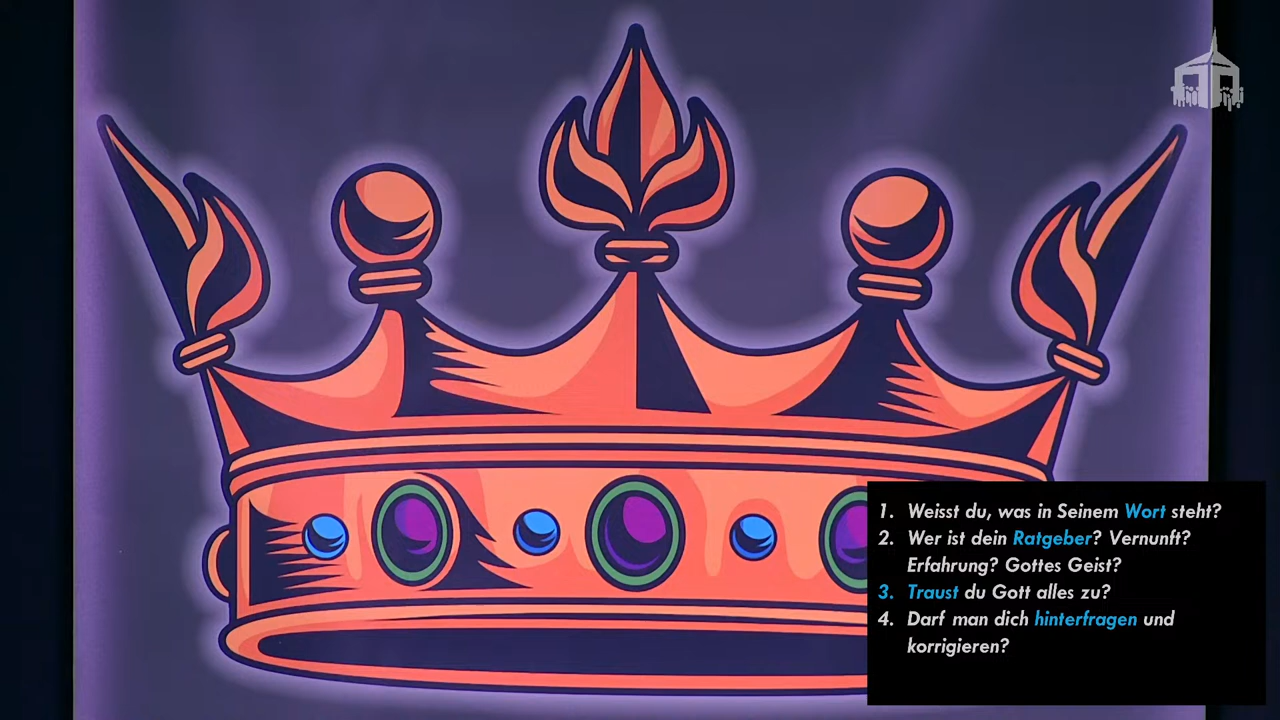 1. Weisst du, was in Seinem Wort steht?
2. Wer ist dein Ratgeber? Vernunft?
Erfahrung? Gottes Geist?
3. Traust du Gott alles zu?
4. Darf man dich hinterfragen und
korrigieren?